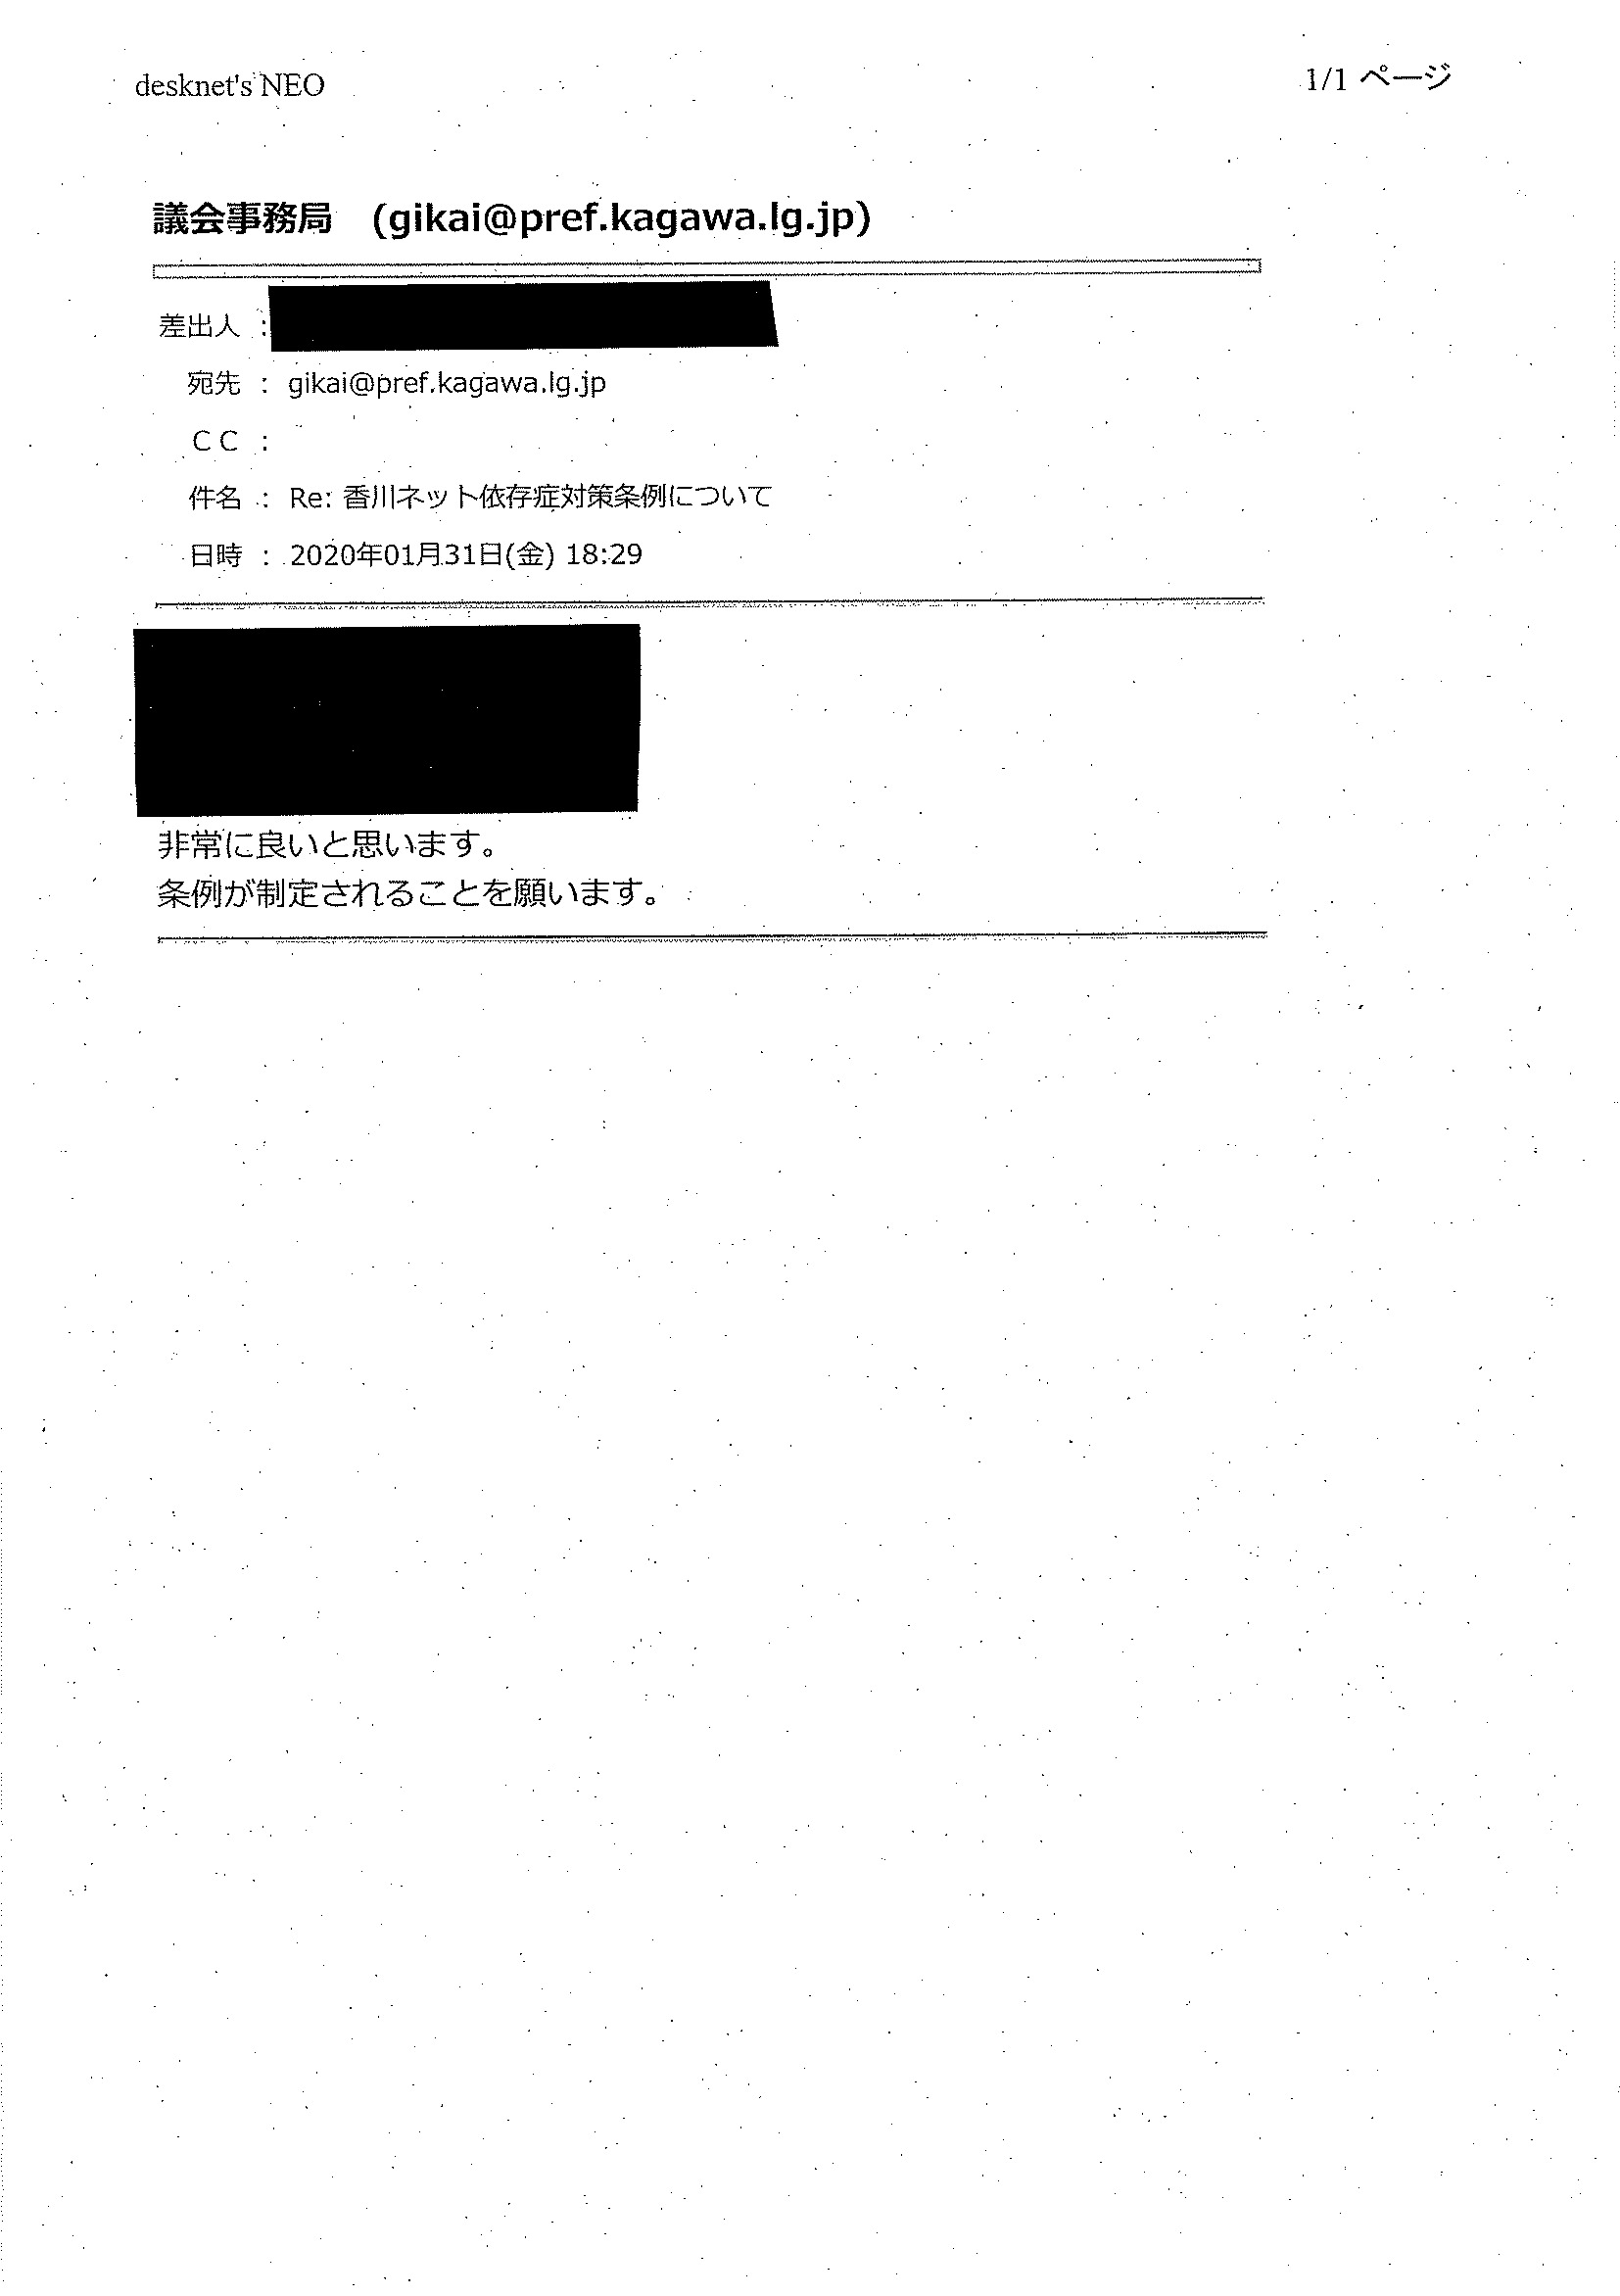 desknet's NEO
1/1 ページ
議会事務局 (gikai@pref.kagawa.lg.jp)
差出人 :
宛先 : gikai@pref.kagawa.lg.jp
ＣＣ :
件名 : Re: 香川ネット依存症対策条例について
日時 : 2020年01月31日(金) 18:29
非常に良いと思います。
条例が制定されることを願います。